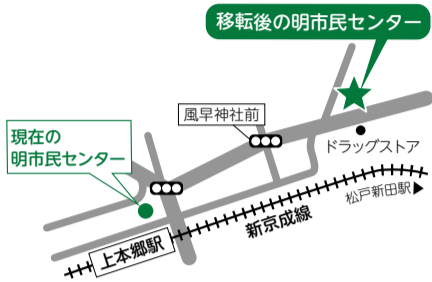 移転後の明市民センター
風早神社前
現在の
明市民センター
ドラッグストア
松戸新田駅▶
新京成線
上本郷駅